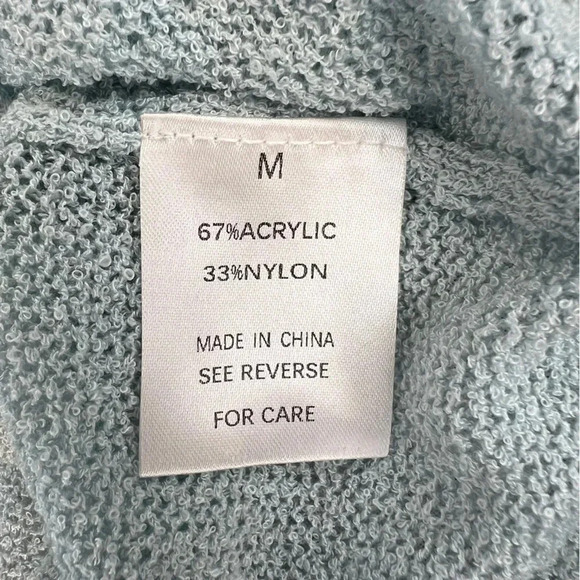 M
67%ACRYLIC
33%NYLON
MADE IN CHINA
SEE REVERSE
FOR CARE